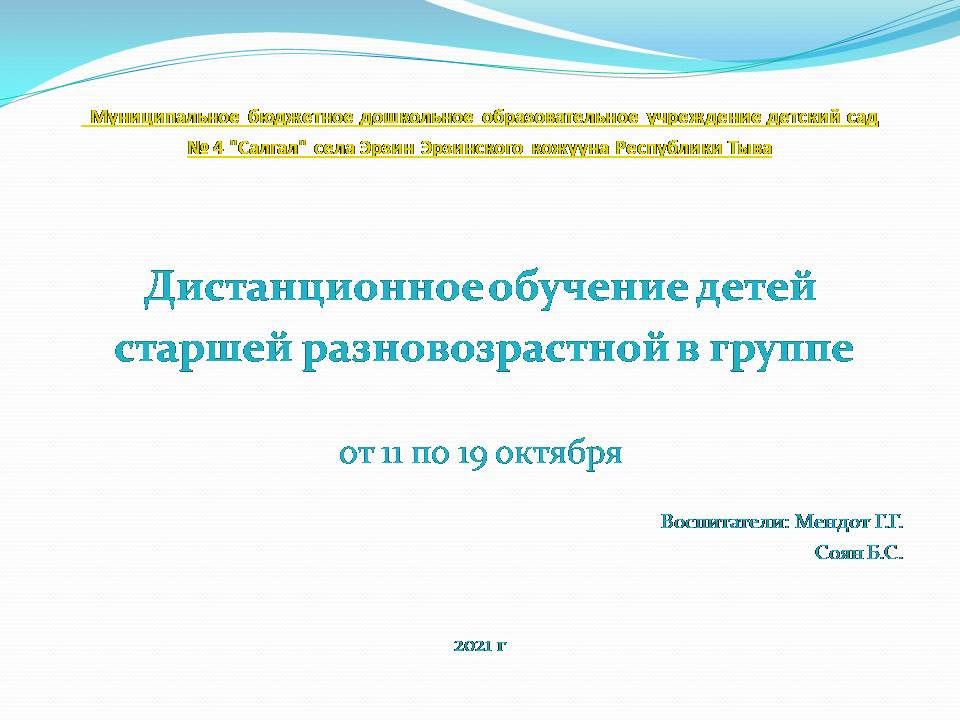 Муниципальное бюджетное дошкольное образовательное учреждение детский сад
№ 4 "Салгал" села Эрзин Эрзинского кожууна Республики Тыва
Дистанционное обучение детей
старшей разновозрастной в группе
от 11 по 19 октября
Воспитатели: Мендот Г.Г.
Соян Б.С.
2021 г